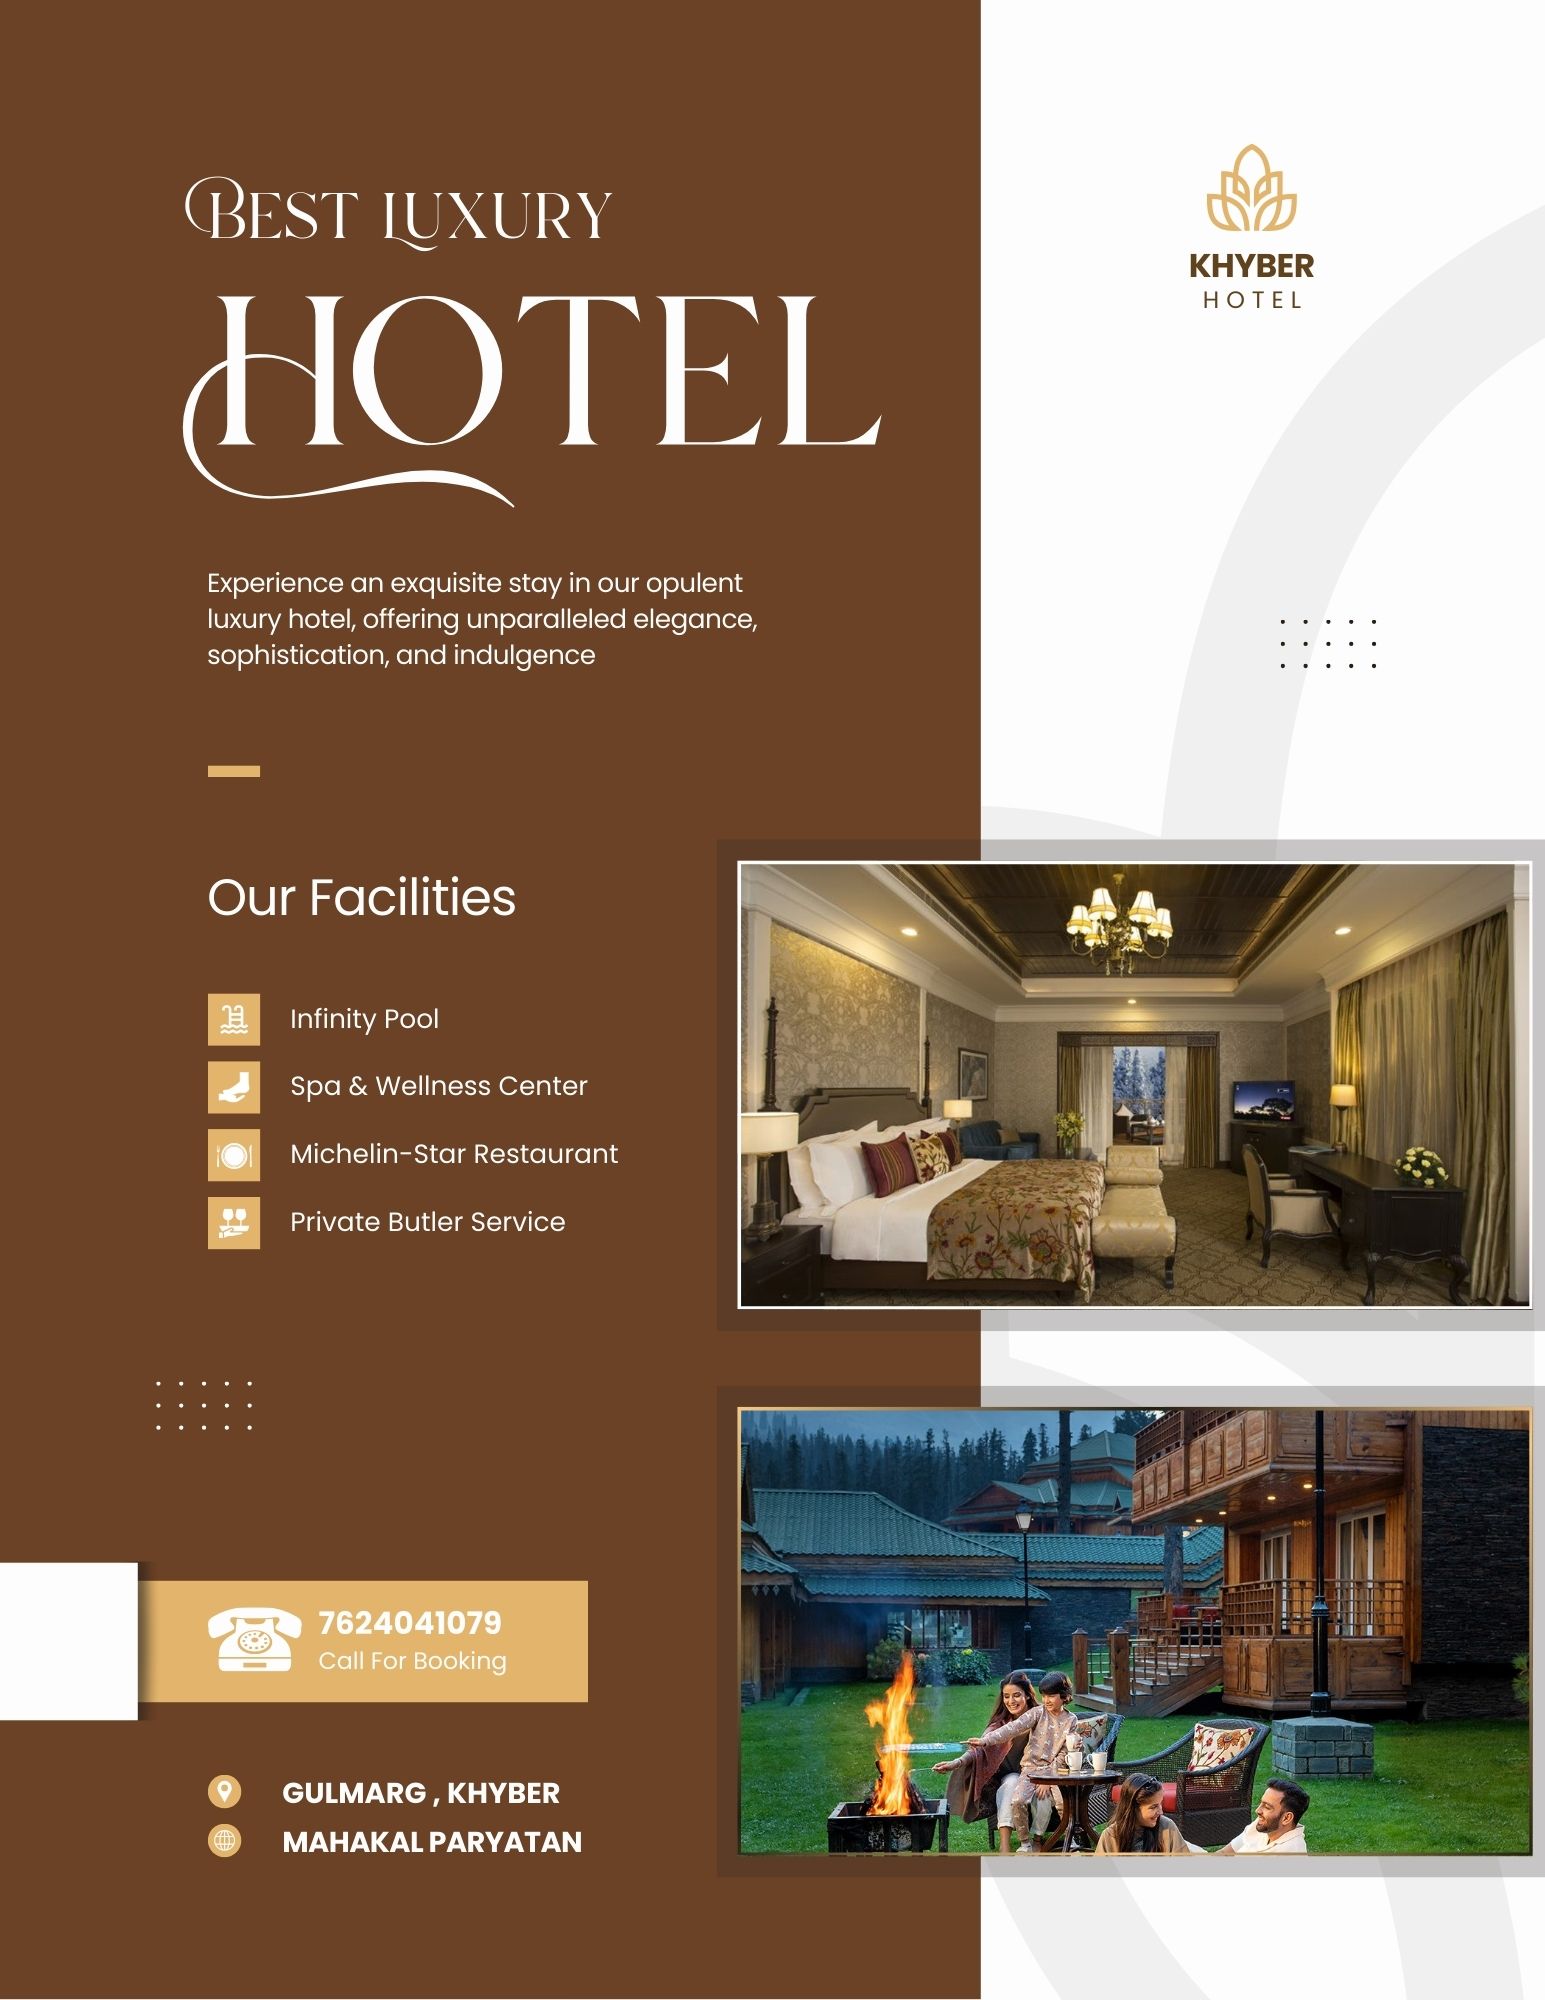 BEST LUXURY
HOTEL
KHYBER
HOTEL
Experience an exquisite stay in our opulent
luxury hotel, offering unparalleled elegance,
sophistication, and indulgence
Our Facilities
Infinity Pool
Spa & Wellness Center
Michelin-Star Restaurant
Private Butler Service
7624041079
Call For Booking
GULMARG , KHYBER
MAHAKAL PARYATAN